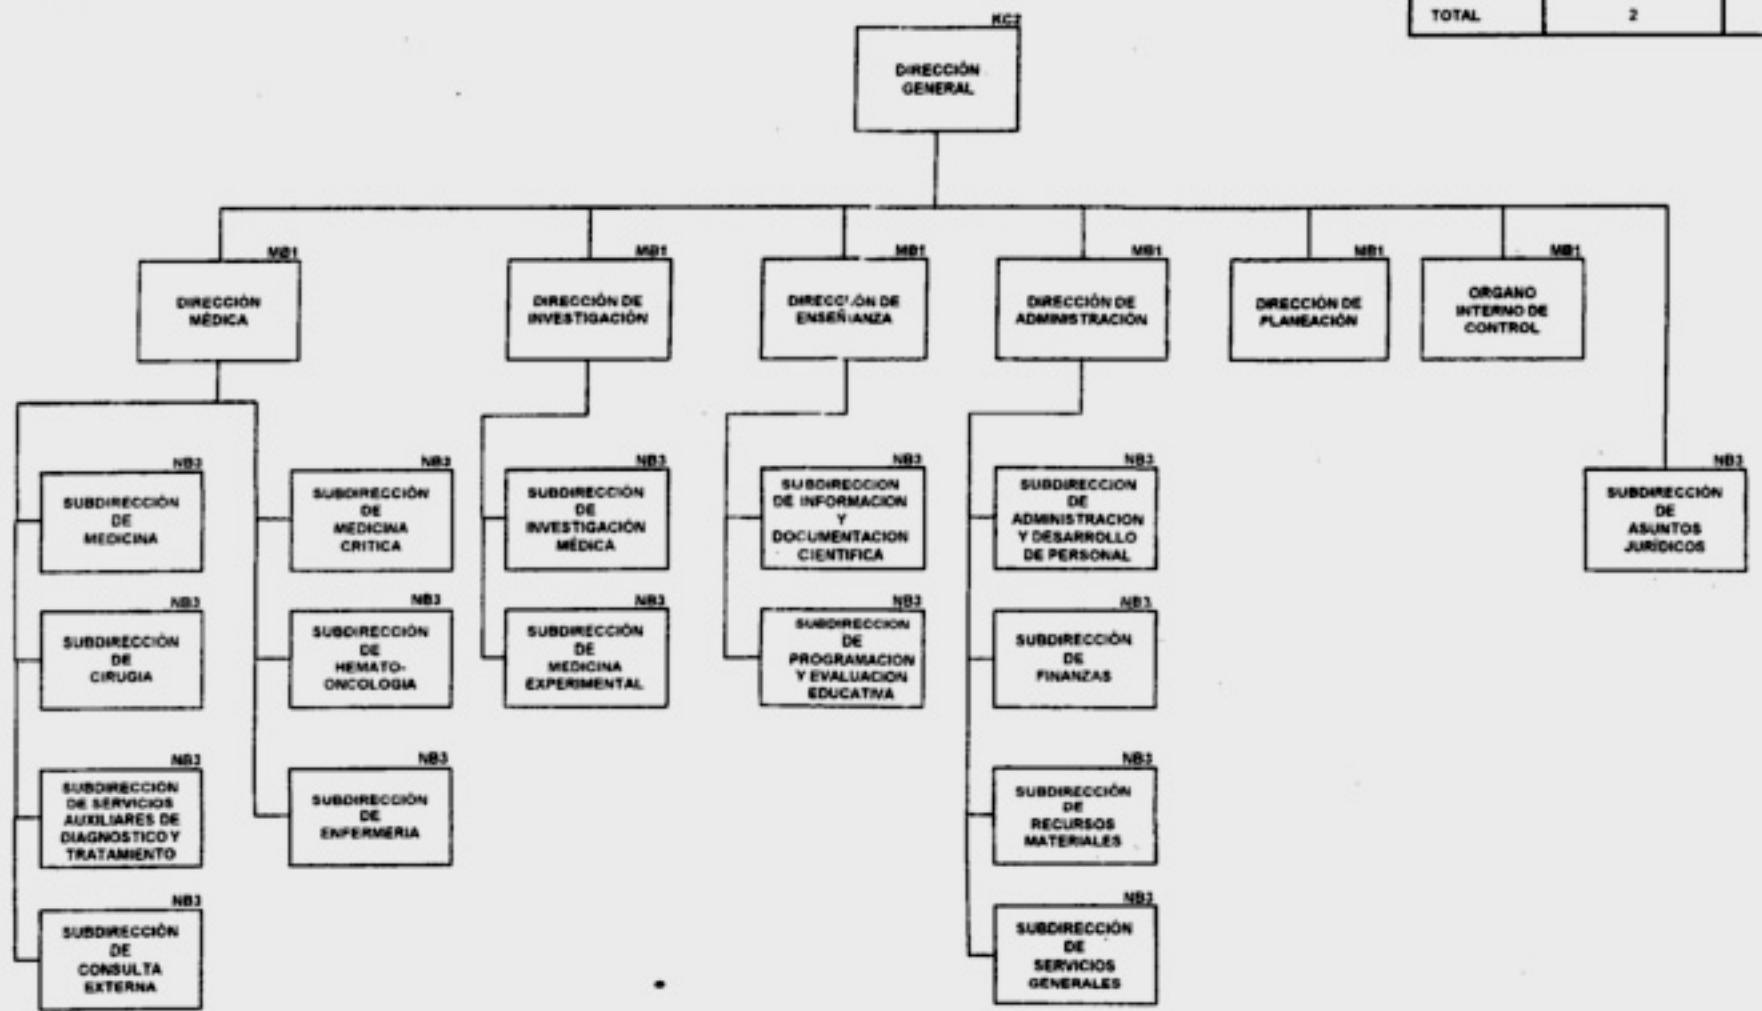 TOTAL 2
KC2
DIRECCIÓN
GENERAL
MB1
DIRECCIÓN
MÉDICA
MB1
DIRECCIÓN DE
INVESTIGACIÓN
MB1
DIRECCIÓN DE
ENSEÑANZA
MB1
DIRECCIÓN DE
ADMINISTRACIÓN
MB1
DIRECCIÓN DE
PLANEACIÓN
MB1
ORGANO
INTERNO DE
CONTROL
NB3
SUBDIRECCIÓN
DE
MEDICINA
NB3
SUBDIRECCIÓN
DE
MEDICINA
CRITICA
NB3
SUBDIRECCIÓN
DE
INVESTIGACIÓN
MÉDICA
NB3
SUBDIRECCION
DE INFORMACION
Y
DOCUMENTACION
CIENTIFICA
NB3
SUBDIRECCION
DE
ADMINISTRACION
Y DESARROLLO
DE PERSONAL
NB3
SUBDIRECCIÓN
DE
ASUNTOS
JURÍDICOS
NB3
SUBDIRECCIÓN
DE
CIRUGIA
NB3
SUBDIRECCIÓN
DE
HEMATO-
ONCOLOGIA
NB3
SUBDIRECCIÓN
DE
MEDICINA
EXPERIMENTAL
NB3
SUBDIRECCION
DE
PROGRAMACION
Y EVALUACION
EDUCATIVA
NB3
SUBDIRECCIÓN
DE
FINANZAS
NB3
SUBDIRECCIÓN
DE SERVICIOS
AUXILIARES DE
DIAGNOSTICO Y
TRATAMIENTO
NB3
SUBDIRECCIÓN
DE
ENFERMERIA
NB3
SUBDIRECCIÓN
DE
RECURSOS
MATERIALES
NB3
SUBDIRECCIÓN
DE
CONSULTA
EXTERNA
NB3
SUBDIRECCIÓN
DE
SERVICIOS
GENERALES